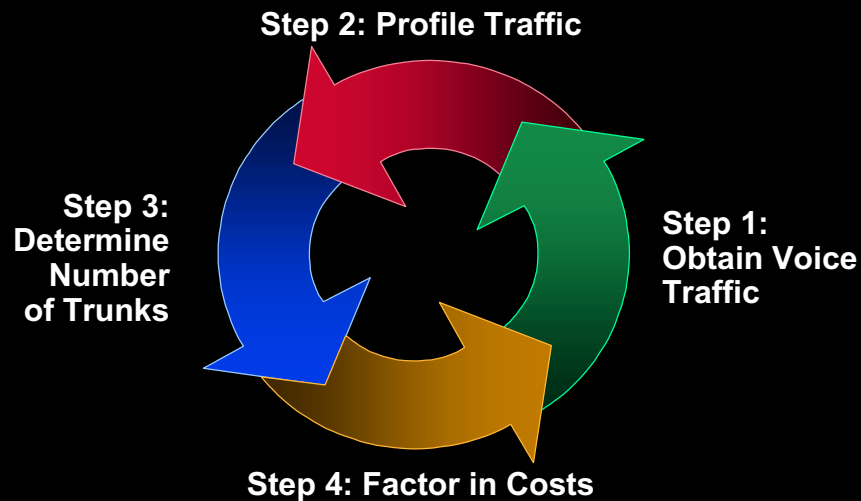 Step 2: Profile Traffic
Step 3:
Determine
Number
of Trunks
Step 1:
Obtain Voice
Traffic
Step 4: Factor in Costs